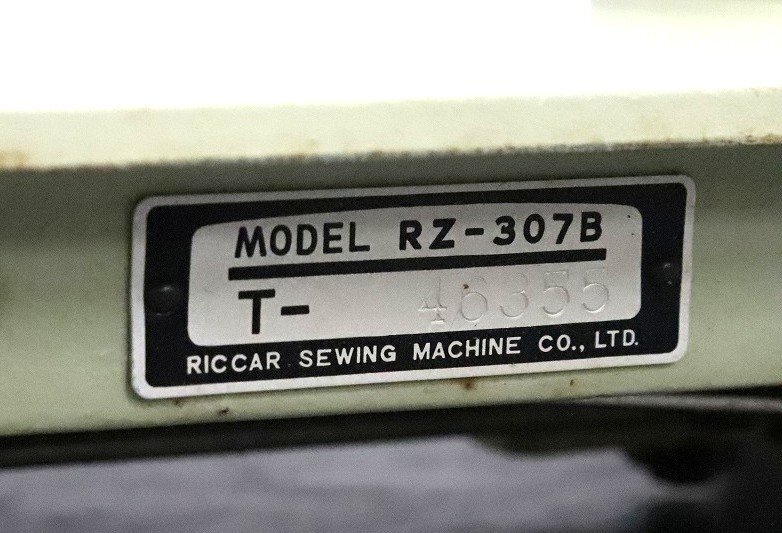 MODEL RZ-307B
T- 46355
RICCAR SEWING MACHINE CO., LTD.